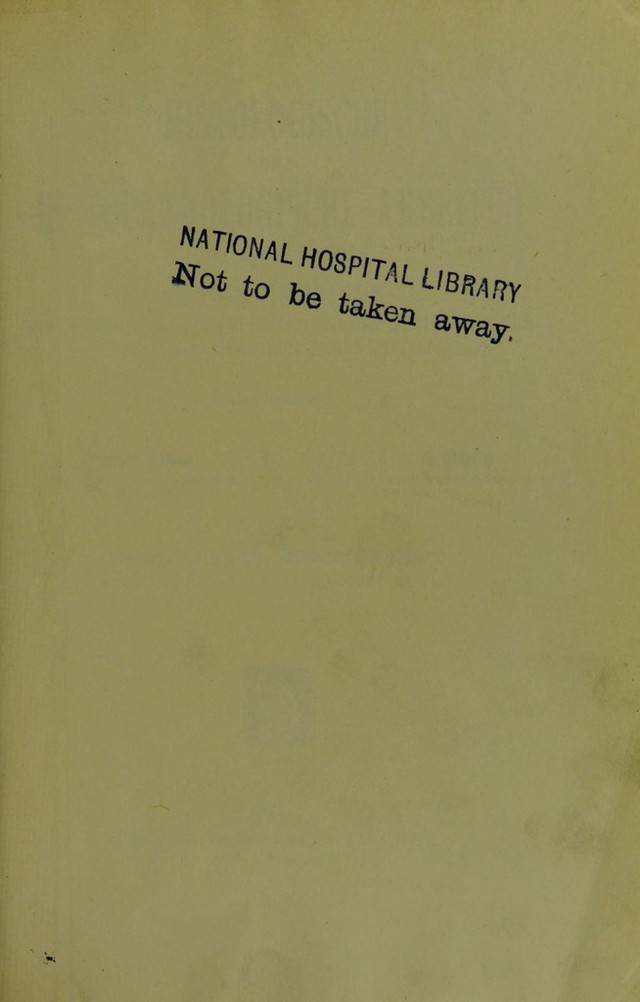 NATIONAL HOSPITAL LIBRARY
Not to be taken away.